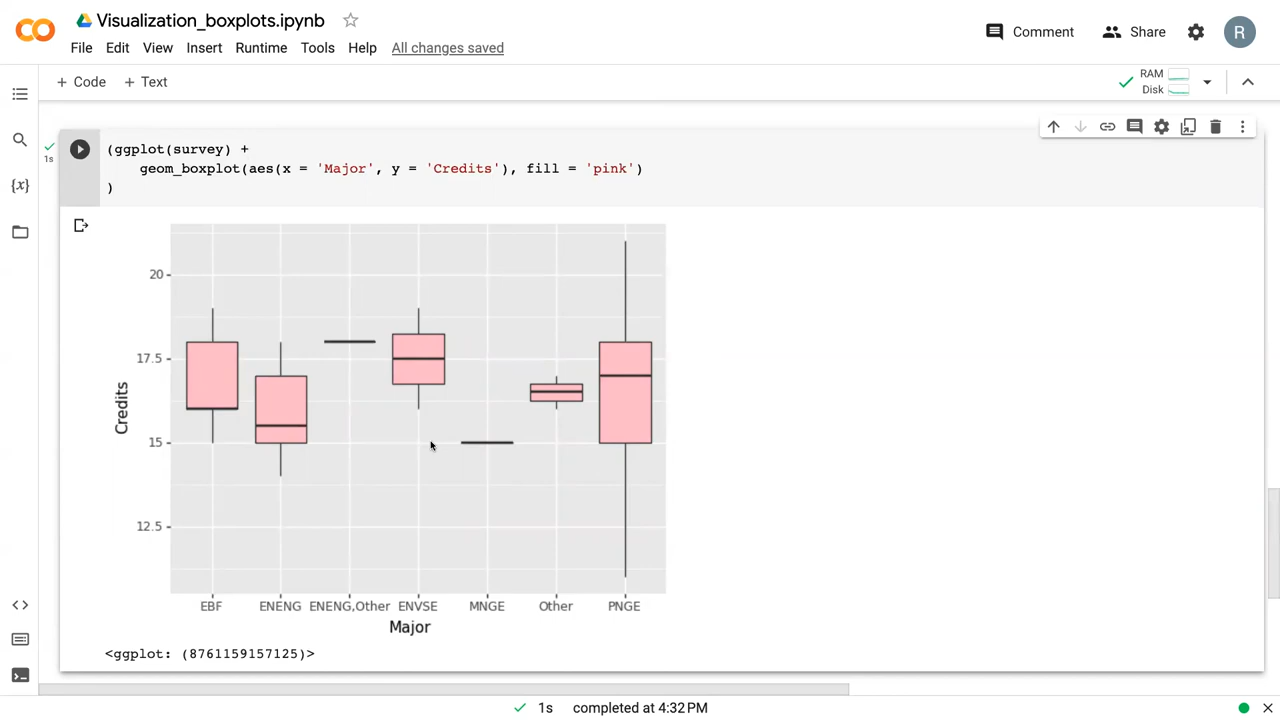 Visualization_boxplots.ipynb
File Edit View Insert Runtime Tools Help All changes saved
Comment Share R
+ Code + Text
RAM
Disk
{x}
1s
(ggplot(survey) +
geom_boxplot(aes(x = 'Major', y = 'Credits'), fill = 'pink')
)
20
17.5
15
12.5
Credits
EBF ENENG ENENG,Other ENVSE MNGE Other PNGE
Major
<ggplot: (8761159157125)>
1s completed at 4:32 PM